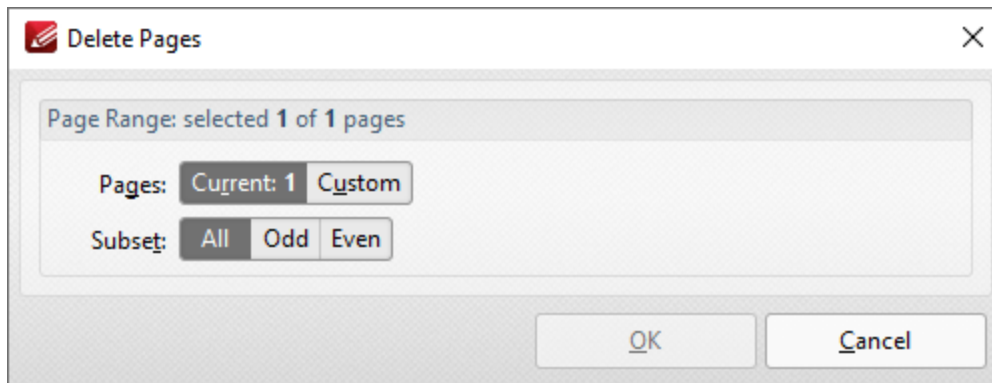 Delete Pages
Page Range: selected 1 of 1 pages
Pages: Current: 1 Custom
Subset: All Odd Even
OK Cancel